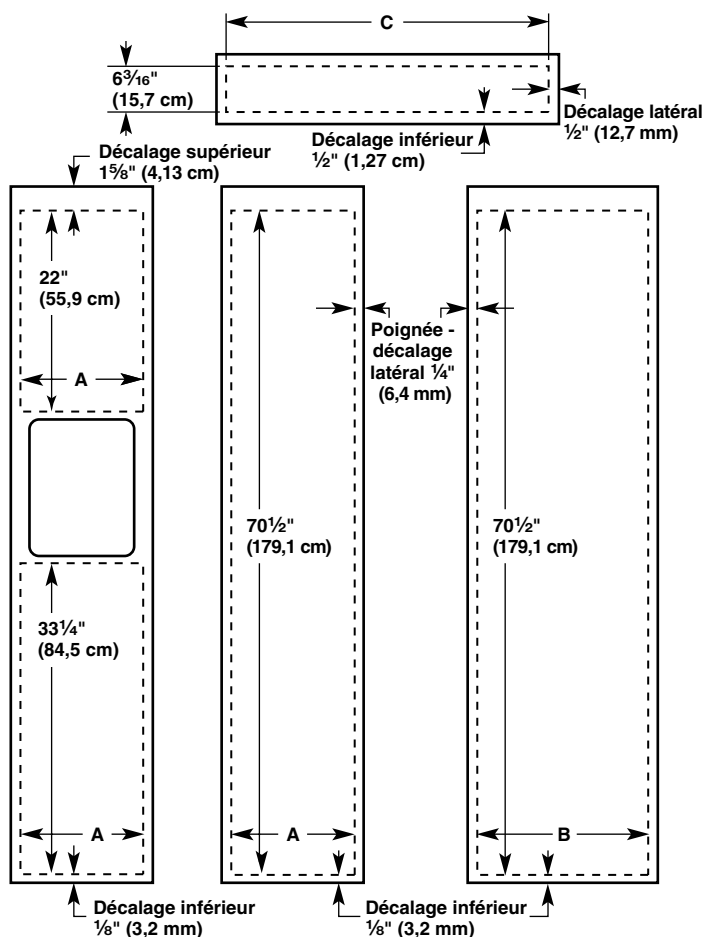 C
6 3/16"
(15,7 cm)
Décalage latéral
½" (12,7 mm)
Décalage inférieur
½" (1,27 cm)
Décalage supérieur
1⅝" (4,13 cm)
22"
(55,9 cm)
A
Poignée -
décalage
latéral ¼"
(6,4 mm)
70½"
(179,1 cm)
70½"
(179,1 cm)
33¼"
(84,5 cm)
A
A
B
Décalage inférieur
⅛" (3,2 mm)
Décalage inférieur
⅛" (3,2 mm)